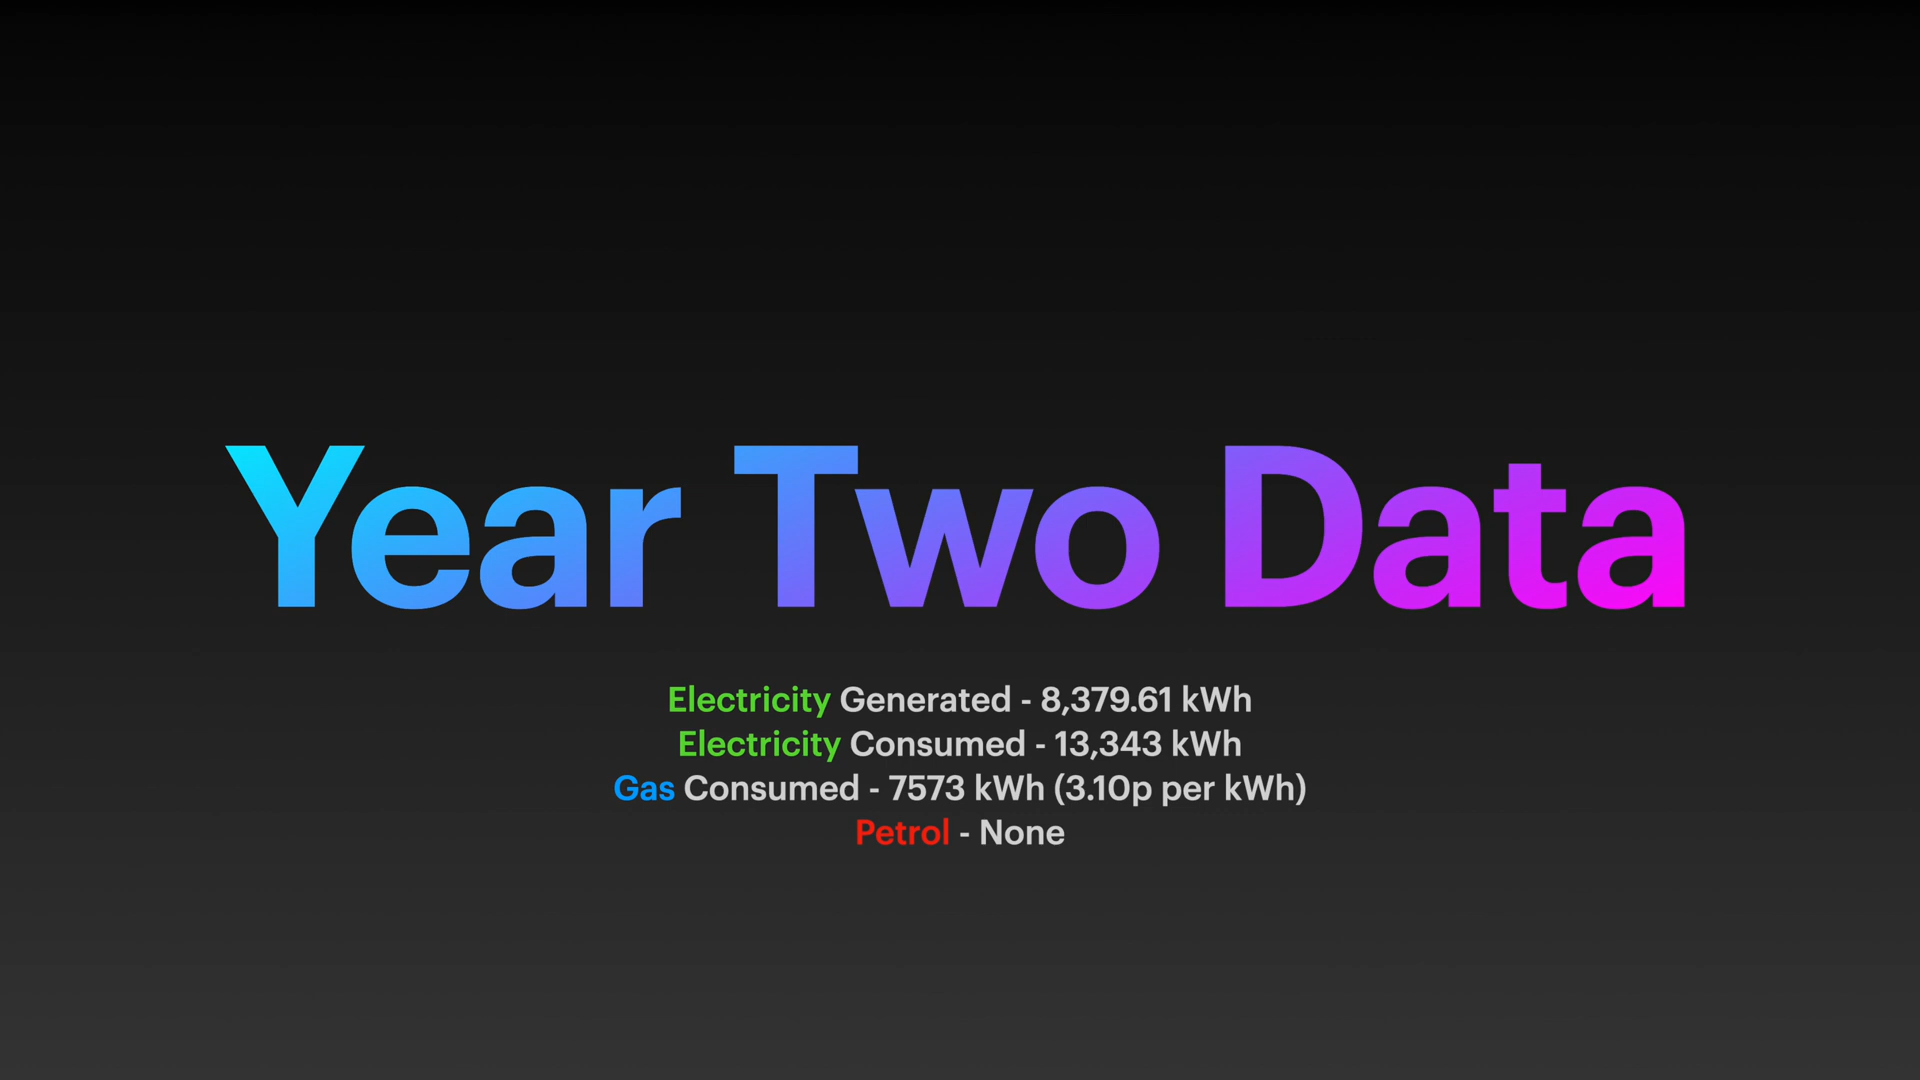 Year Two Data
Electricity Generated - 8,379.61 kWh
Electricity Consumed - 13,343 kWh
Gas Consumed - 7573 kWh (3.10p per kWh)
Petrol - None